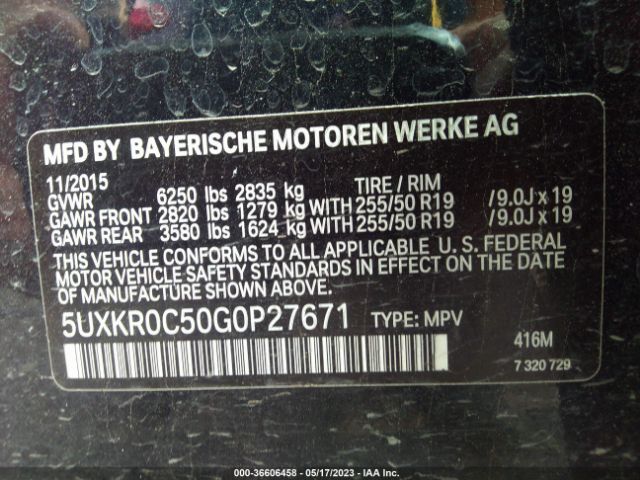 MFD BY BAYERISCHE MOTOREN WERKE AG
11/2015 TIRE / RIM
GVWR 6250 lbs 2835 kg
GAWR FRONT 2820 lbs 1279 kg WITH 255/50 R19 /9.0J x 19
GAWR REAR 3580 lbs 1624 kg WITH 255/50 R19 /9.0J x 19
THIS VEHICLE CONFORMS TO ALL APPLICABLE U. S. FEDERAL
MOTOR VEHICLE SAFETY STANDARDS IN EFFECT ON THE DATE
OF MANUFACTURE SHOWN ABOVE.
5UXKR0C50G0P27671 TYPE: MPV
416M
7 320 729
000-36606458 - 05/17/2023 - IAA Inc.